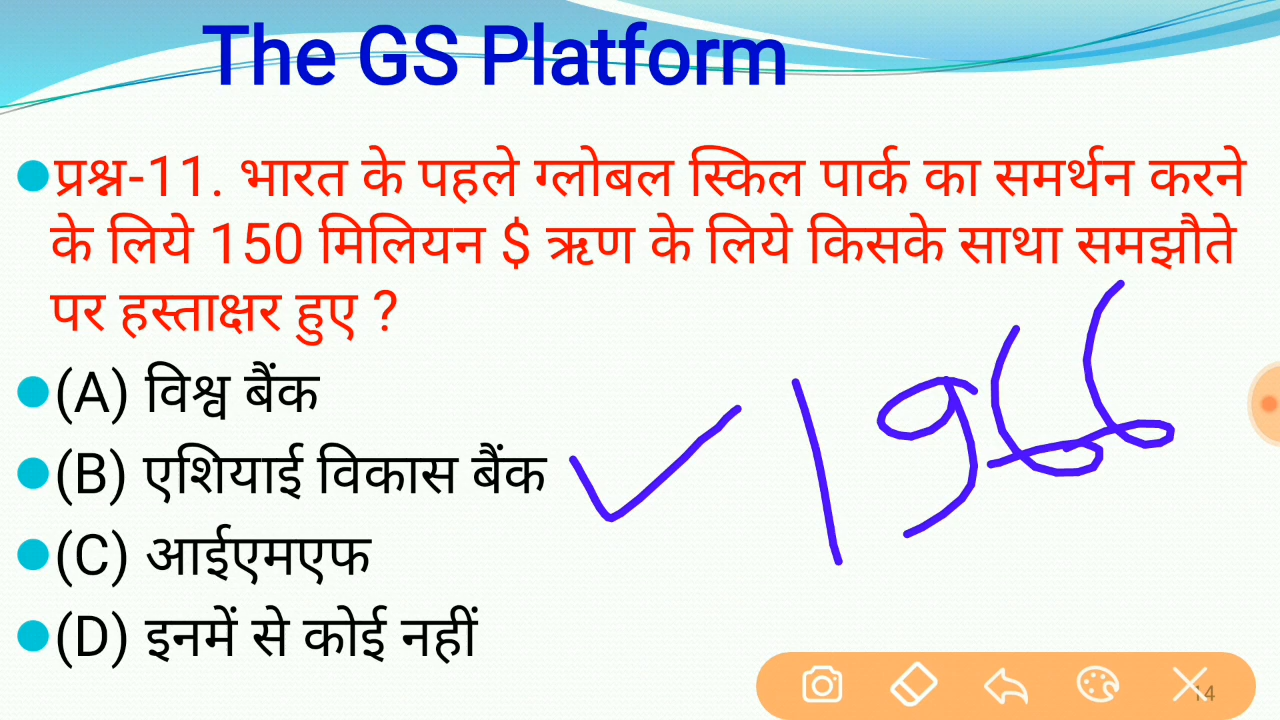 The GS Platform
प्रश्न-11. भारत के पहले ग्लोबल स्किल पार्क का समर्थन करने
के लिये 150 मिलियन $ ऋण के लिये किसके साथा समझौते
पर हस्ताक्षर हुए ?
(A) विश्व बैंक
(B) एशियाई विकास बैंक
1966
(C) आईएमएफ
(D) इनमें से कोई नहीं
14